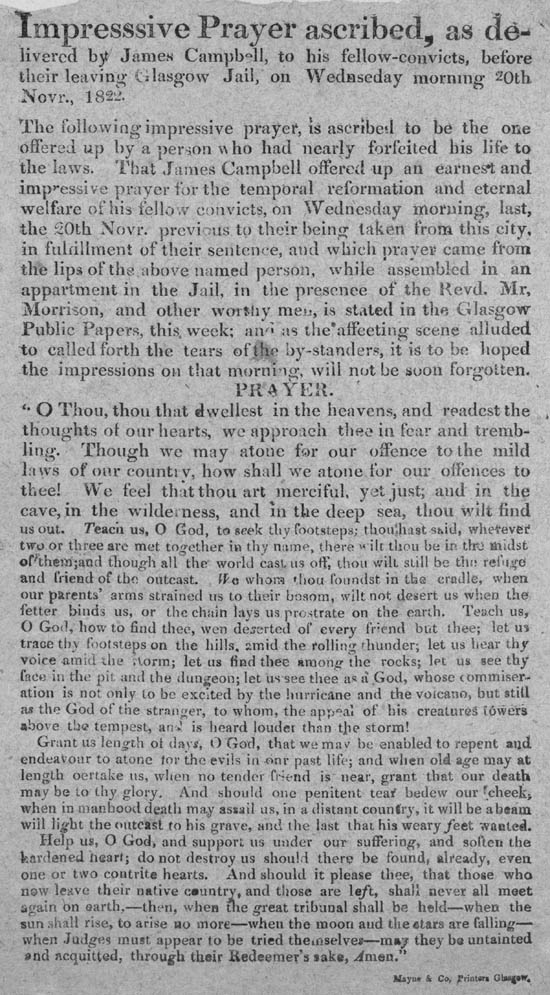 Impresssive Prayer ascribed, as de-
livered by James Campbell, to his fellow-convicts, before
their leaving Glasgow Jail, on Wednseday morning 20th
Novr., 1822.
The following impressive prayer, is ascribed to be the one
offered up by a person who had nearly forfeited his life to
the laws. That James Campbell offered up an earnest and
impressive prayer for the temporal reformation and eternal
welfare of his fellow convicts, on Wednesday morning, last,
the 20th Novr. previous to their being taken from this city,
in fuldillment of their sentence, and which prayer came from
the lips of the above named person, while assembled in an
appartment in the Jail, in the presence of the Revd. Mr,
Morrison, and other worthy men, is stated in the Glasgow
Public Papers, this week; and as the affecting scene alluded
to called forth the tears of the by-standers, it is to be hoped
the impressions on that morning, will not be soon forgotten.
PRAYER.
" O Thou, thou that dwellest in the heavens, and readest the
thoughts of our hearts, we approach thee in fear and tremb-
ling. Though we may atone for our offence to the mild
laws of our country, how shall we atone for our offences to
thee! We feel that thou art merciful, yet just; and in the
cave, in the wilderness, and in the deep sea, thou wilt find
us out. Teach us, O God, to seek thy footsteps; thou hast said, wherever
two or three are met together in thy name, there wilt thou be in the midst
of them; and though all the world cast us off, thou wilt still be the refuge
and friend of the outcast. We whom thou foundst in the cradle, when
our parents' arms strained us to their bosom, wilt not desert us when the
fetter binds us, or the chain lays us prostrate on the earth. Teach us,
O God, how to find thee, wen deserted of every friend but thee; let us
trace thy footsteps on the hills, amid the rolling thunder; let us hear thy
voice amid the storm; let us find thee among the rocks; let us see thy
face in the pit and the dungeon; let us see thee as a God, whose commiser-
ation is not only to be excited by the hurricane and the volcano, but still
as the God of the stranger, to whom, the appeal of his creatures towers
above the tempest, and is heard louder than the storm!
Grant us length of days, O God, that we may be enabled to repent and
endeavour to atone for the evils in our past life; and when old age may at
length oertake us, when no tender friend is near, grant that our death
may be to thy glory. And should one penitent tear bedew our cheek,
when in manhood death may assail us, in a distant country, it will be a beam
will light the outcast to his grave, and the last that his weary feet wanted.
Help us, O God, and support us under our suffering, and soften the
hardened heart; do not destroy us should there be found, already, even
one or two contrite hearts. And should it please thee, that those who
now leave their native country, and those are left, shall never all meet
again on earth,—then, when the great tribunal shall be held—when the
sun shall rise, to arise no more—when the moon and the stars are falling—
when Judges must appear to be tried themselves—may they be untainted
and acquitted, through their Redeemer's sake, Amen."
Mayne & Co, Printers Glasgow,